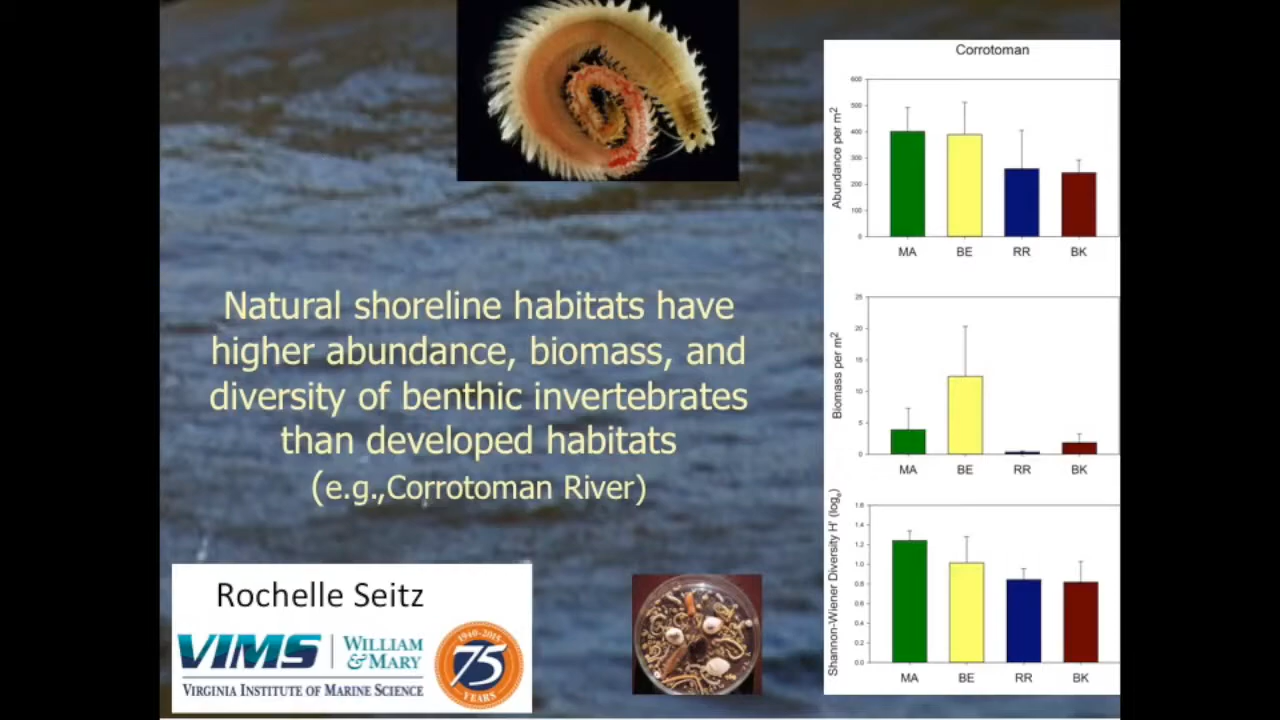 Corrotoman
Abundance per m2
600
500
400
300
200
100
0
MA BE RR BK
Natural shoreline habitats have
higher abundance, biomass, and
diversity of benthic invertebrates
than developed habitats
(e.g.,Corrotoman River)
Biomass per m2
25
20
15
10
5
0
MA BE RR BK
Shannon-Wiener Diversity H' (loge)
1.6
1.4
1.2
1.0
0.8
0.6
0.4
0.2
0.0
MA BE RR BK
Rochelle Seitz
VIMS
WILLIAM
& MARY
VIRGINIA INSTITUTE OF MARINE SCIENCE
1940-2015
75
YEARS